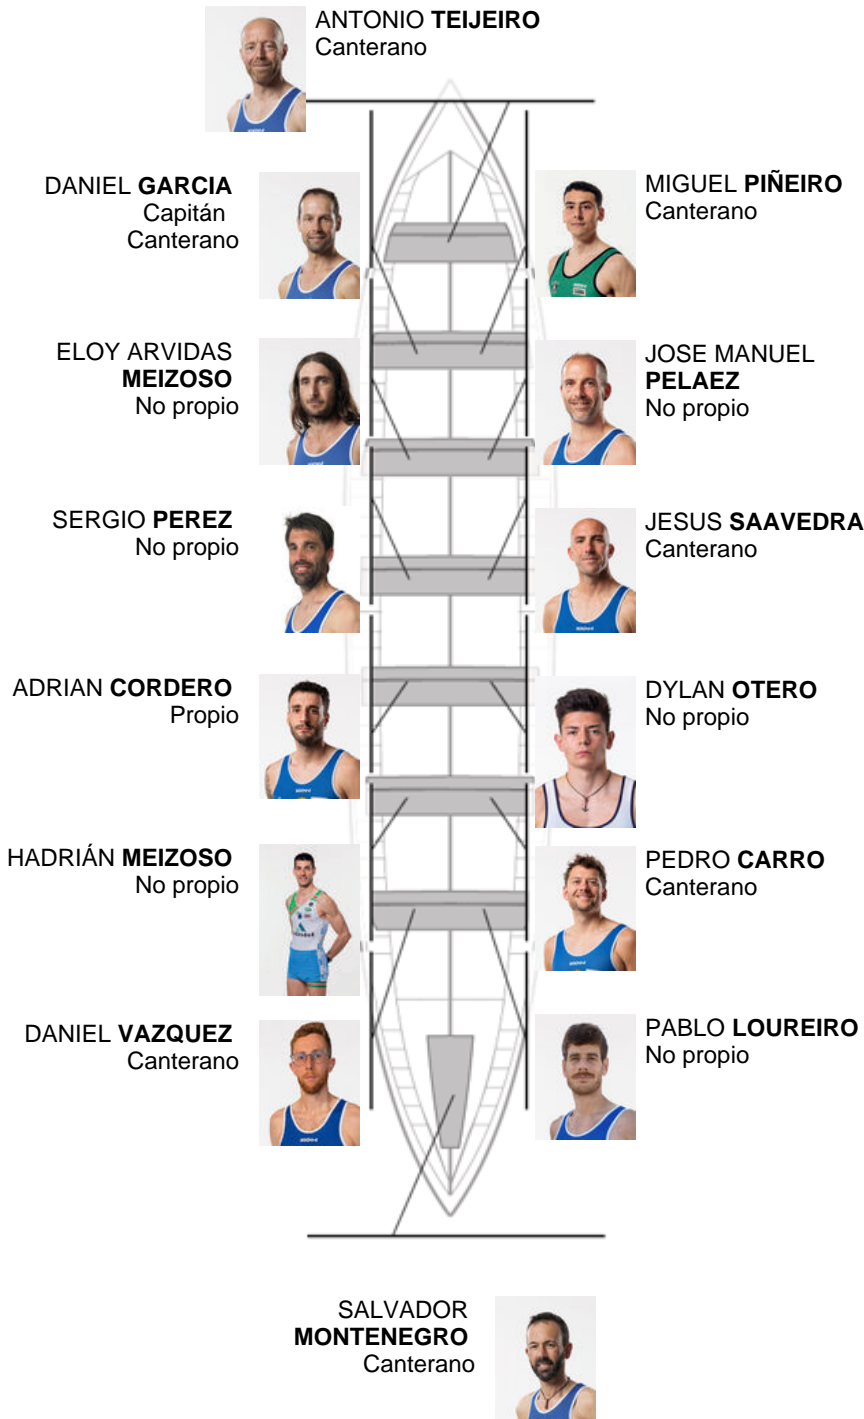 ANTONIO TEIJEIRO
Canterano
DANIEL GARCIA
Capitán
Canterano
MIGUEL PIÑEIRO
Canterano
ELOY ARVIDAS
MEIZOSO
No propio
JOSE MANUEL
PELAEZ
No propio
SERGIO PEREZ
No propio
JESUS SAAVEDRA
Canterano
ADRIAN CORDERO
Propio
DYLAN OTERO
No propio
HADRIÁN MEIZOSO
No propio
PEDRO CARRO
Canterano
DANIEL VAZQUEZ
Canterano
PABLO LOUREIRO
No propio
SALVADOR
MONTENEGRO
Canterano